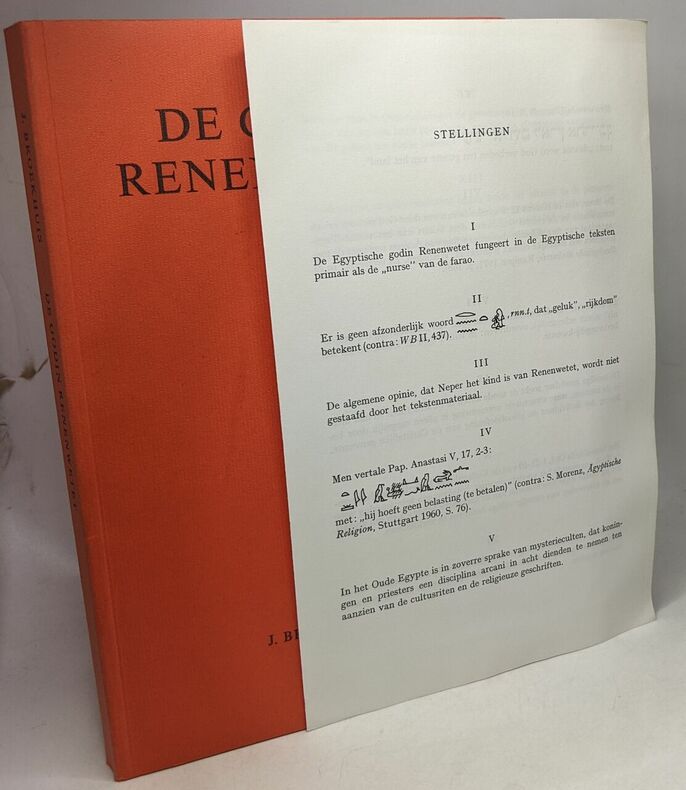 J. BROEKHUIS
DE GODIN RENENWETET
DE G
RENEN
J. BR
STELLINGEN
I
De Egyptische godin Renenwetet fungeert in de Egyptische teksten
primair als de „nurse” van de farao.
II
Er is geen afzonderlijk woord , rnn.t, dat „geluk”, „rijkdom”
betekent (contra: WB II, 437).
III
De algemene opinie, dat Neper het kind is van Renenwetet, wordt niet
gestaafd door het tekstenmateriaal.
IV
Men vertale Pap. Anastasi V, 17, 2-3:
met: „hij hoeft geen belasting (te betalen)” (contra: S. Morenz, Ägyptische
Religion, Stuttgart 1960, S. 76).
V
In het Oude Egypte is in zoverre sprake van mysterieculten, dat konin-
gen en priesters een disciplina arcani in acht dienden te nemen ten
aanzien van de cultusriten en de religieuze geschriften.